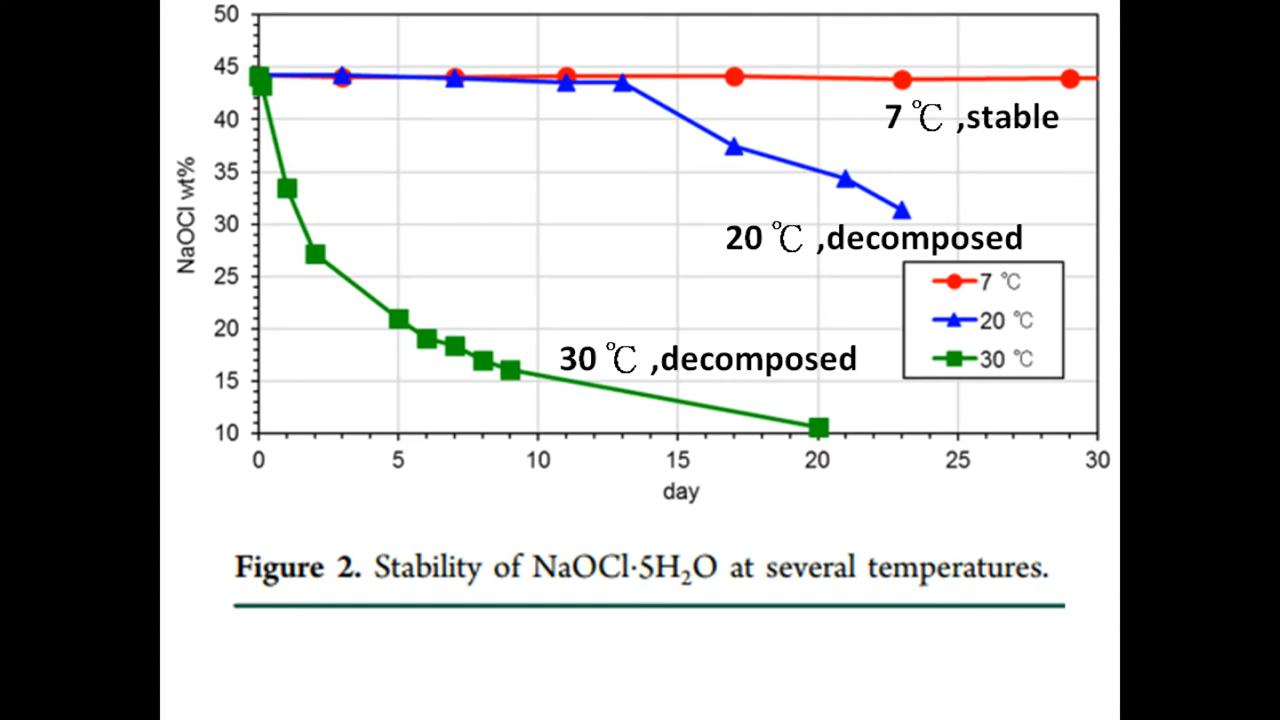 50
45
40
35
30
25
20
15
10
NaOCl wt%
0 5 10 15 20 25 30
day
7 ℃ ,stable
20 ℃ ,decomposed
30 ℃ ,decomposed
7 ℃
20 ℃
30 ℃
Figure 2. Stability of NaOCl·5H₂O at several temperatures.